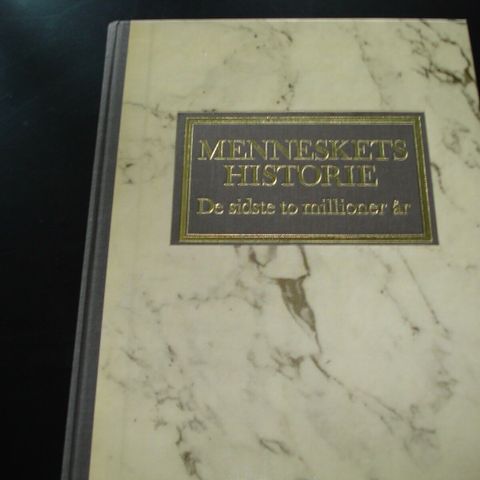 MENNESKETS
HISTORIE
De sidste to millioner år